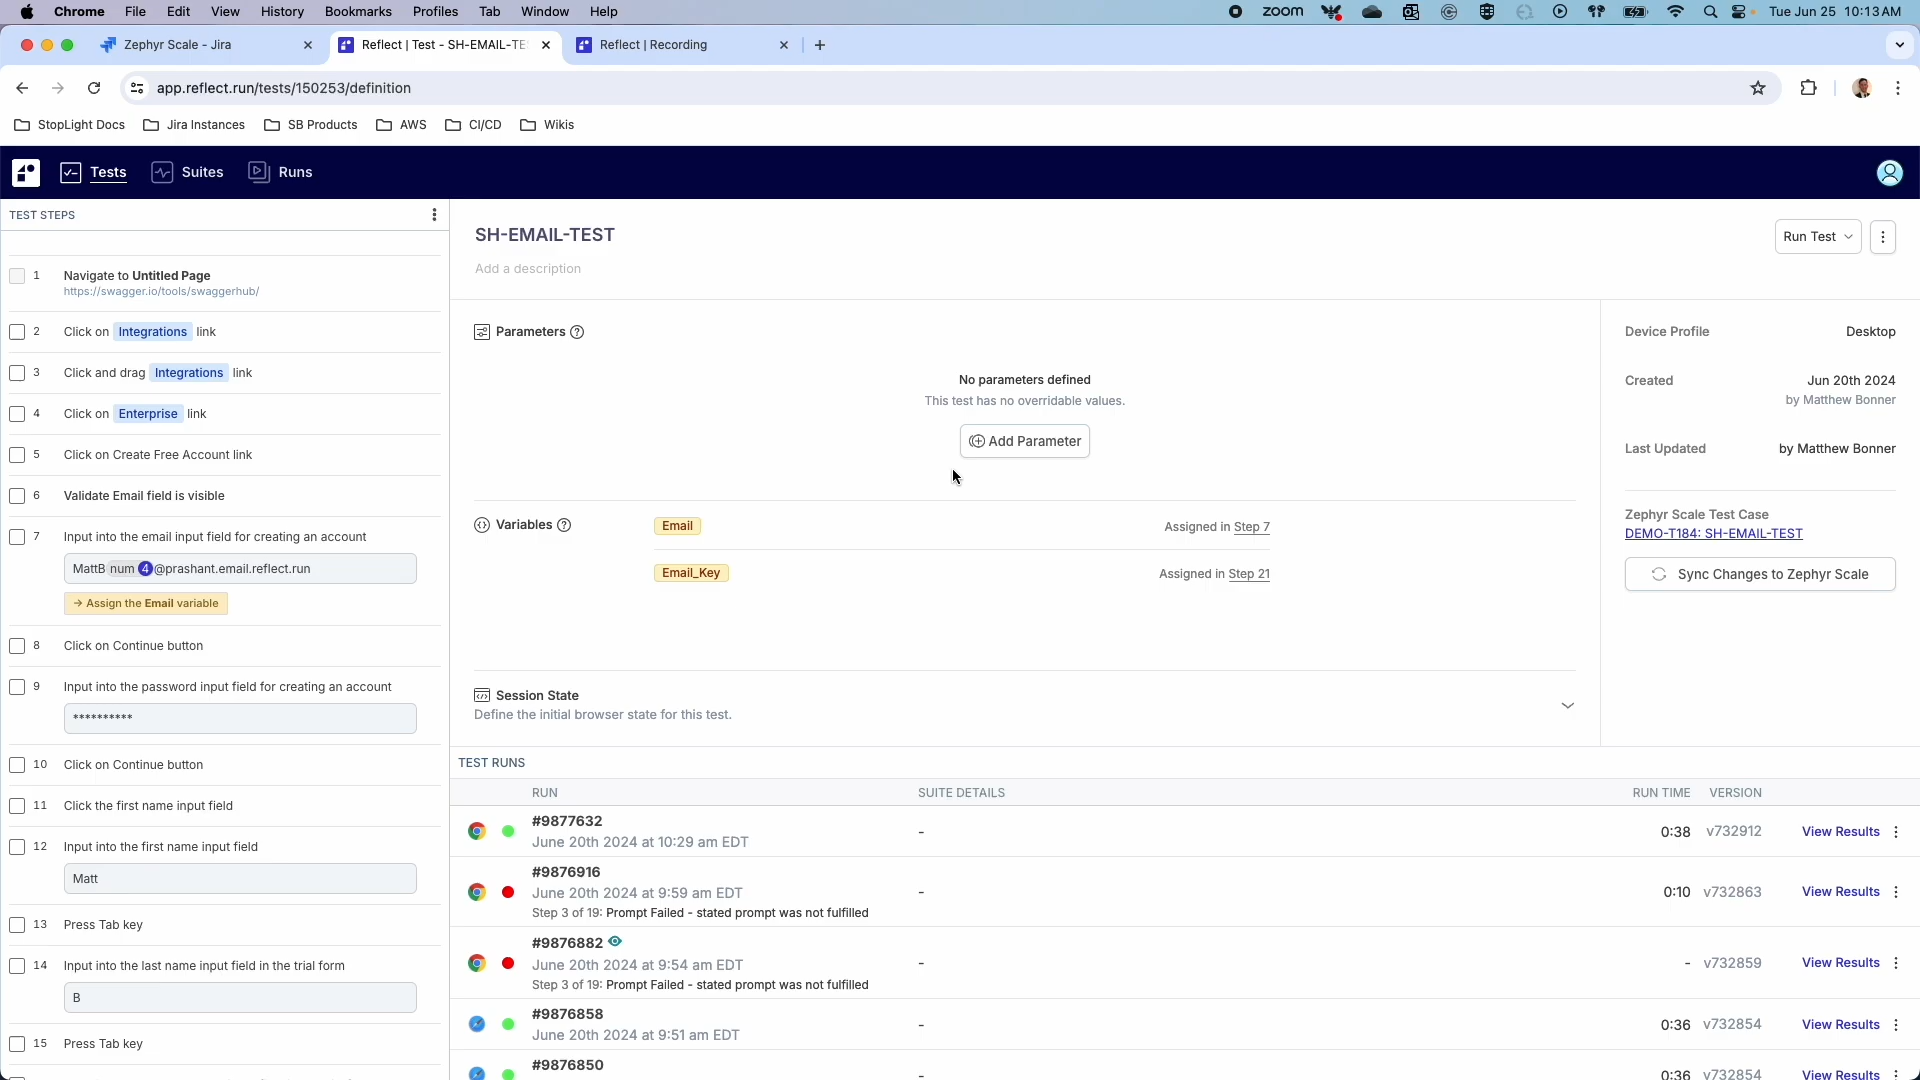 Chrome File Edit View History Bookmarks Profiles Tab Window Help zoom Tue Jun 25 10:13 AM
Zephyr Scale - Jira Reflect | Test - SH-EMAIL-TE Reflect | Recording
app.reflect.run/tests/150253/definition
StopLight Docs Jira Instances SB Products AWS CI/CD Wikis
Tests Suites Runs
TEST STEPS
1 Navigate to Untitled Page
https://swagger.io/tools/swaggerhub/
2 Click on Integrations link
3 Click and drag Integrations link
4 Click on Enterprise link
5 Click on Create Free Account link
6 Validate Email field is visible
7 Input into the email input field for creating an account
MattB num 4 @prashant.email.reflect.run
→ Assign the Email variable
8 Click on Continue button
9 Input into the password input field for creating an account
**********
10 Click on Continue button
11 Click the first name input field
12 Input into the first name input field
Matt
13 Press Tab key
14 Input into the last name input field in the trial form
B
15 Press Tab key
SH-EMAIL-TEST
Add a description
Run Test
Parameters
No parameters defined
This test has no overridable values.
Add Parameter
Variables
Email Assigned in Step 7
Email_Key Assigned in Step 21
Session State
Define the initial browser state for this test.
Device Profile Desktop
Created Jun 20th 2024
by Matthew Bonner
Last Updated by Matthew Bonner
Zephyr Scale Test Case
DEMO-T184: SH-EMAIL-TEST
Sync Changes to Zephyr Scale
TEST RUNS
RUN SUITE DETAILS RUN TIME VERSION
#9877632
June 20th 2024 at 10:29 am EDT - 0:38 v732912 View Results
#9876916
June 20th 2024 at 9:59 am EDT - 0:10 v732863 View Results
Step 3 of 19: Prompt Failed - stated prompt was not fulfilled
#9876882
June 20th 2024 at 9:54 am EDT - - v732859 View Results
Step 3 of 19: Prompt Failed - stated prompt was not fulfilled
#9876858
June 20th 2024 at 9:51 am EDT - 0:36 v732854 View Results
#9876850
- 0:36 v732854 View Results